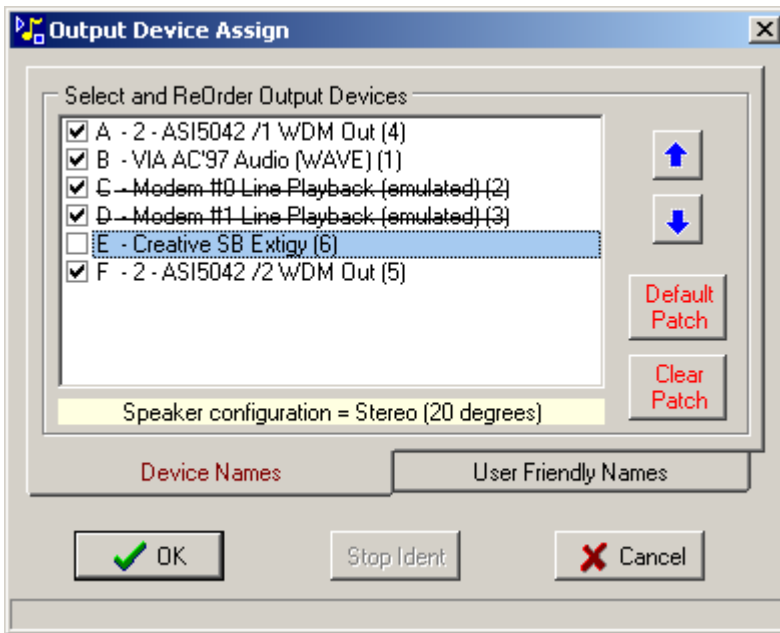 Output Device Assign
Select and ReOrder Output Devices
A - 2 - ASI5042 /1 WDM Out (4)
B - VIA AC'97 Audio (WAVE) (1)
C - Modem #0 Line Playback (emulated) (2)
D - Modem #1 Line Playback (emulated) (3)
E - Creative SB Extigy (6)
F - 2 - ASI5042 /2 WDM Out (5)
Default
Patch
Clear
Patch
Speaker configuration = Stereo (20 degrees)
Device Names
User Friendly Names
OK
Stop Ident
Cancel